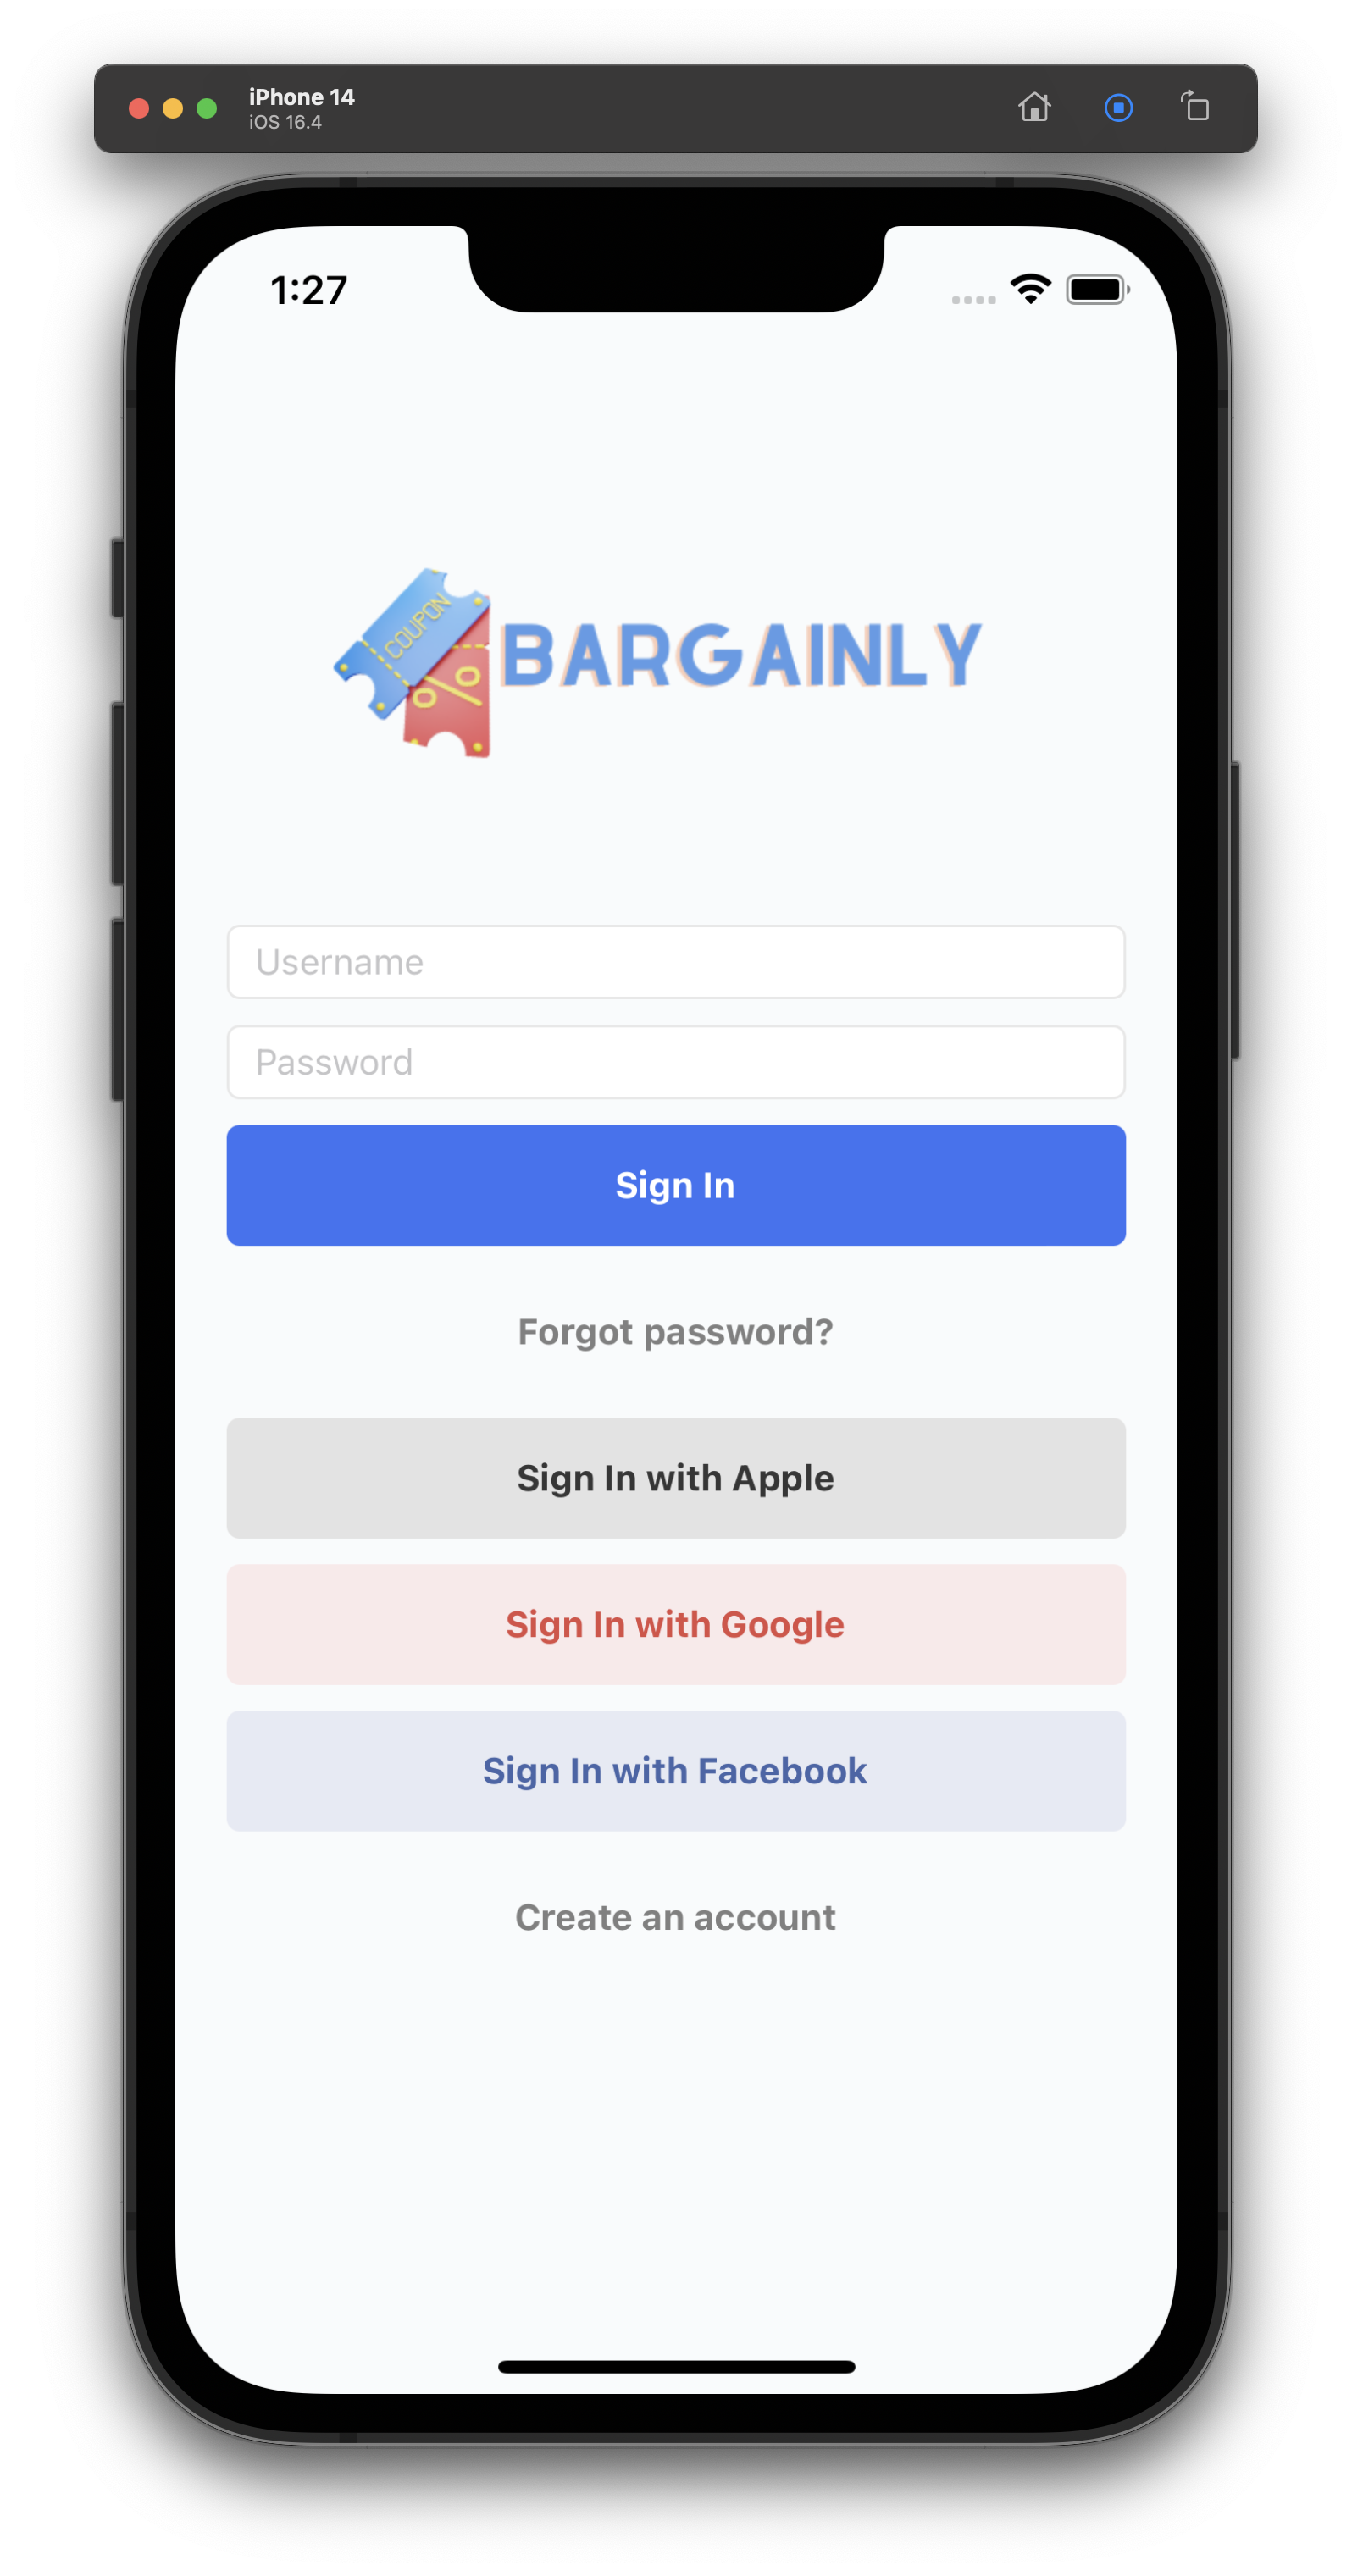 iPhone 14
iOS 16.4
1:27
COUPON
%
BARGAINLY
Username
Password
Sign In
Forgot password?
Sign In with Apple
Sign In with Google
Sign In with Facebook
Create an account